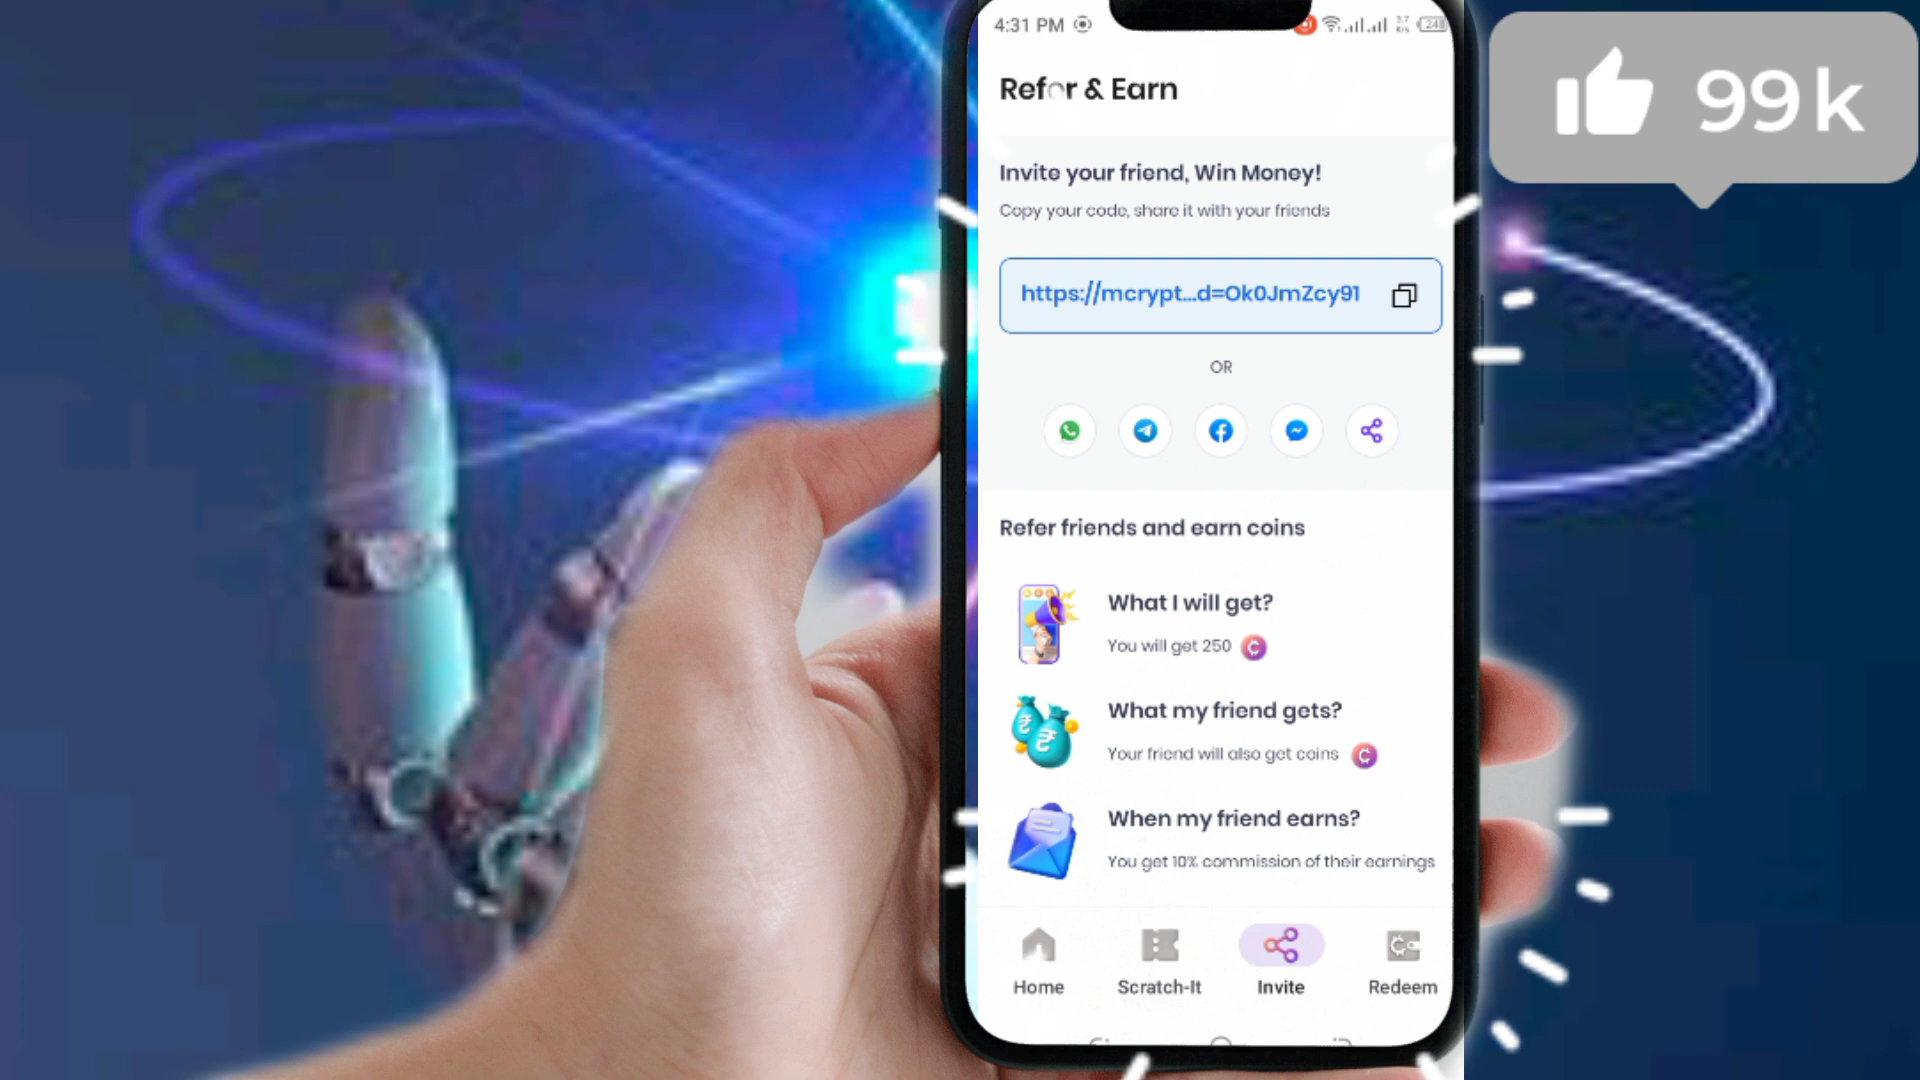 4:31 PM
Refer & Earn
Invite your friend, Win Money!
Copy your code, share it with your friends
https://mcrypt...d=Ok0JmZcy91
OR
Refer friends and earn coins
What I will get?
You will get 250
What my friend gets?
Your friend will also get coins
When my friend earns?
You get 10% commission of their earnings
Home
Scratch-It
Invite
Redeem
99k